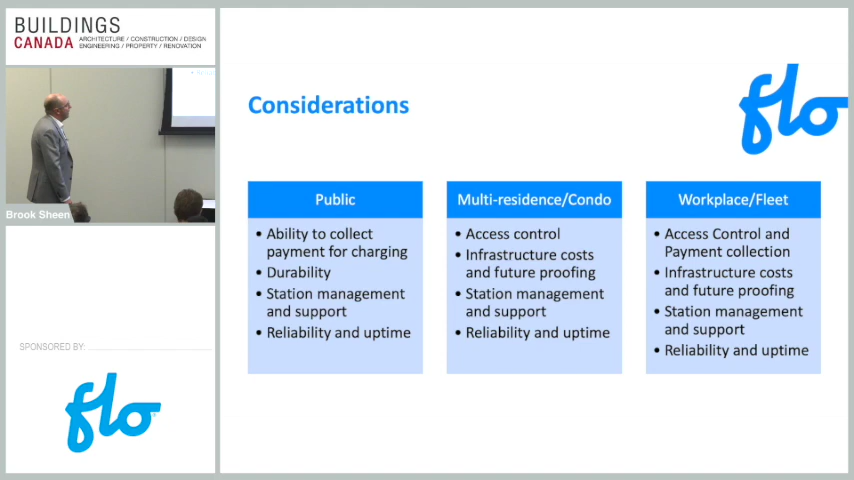 BUILDINGS
CANADA
ARCHITECTURE / CONSTRUCTION / DESIGN
ENGINEERING / PROPERTY / RENOVATION
Brook Sheen
SPONSORED BY:
flo
Considerations
flo
Public
• Ability to collect
payment for charging
• Durability
• Station management
and support
• Reliability and uptime
Multi-residence/Condo
• Access control
• Infrastructure costs
and future proofing
• Station management
and support
• Reliability and uptime
Workplace/Fleet
• Access Control and
Payment collection
• Infrastructure costs
and future proofing
• Station management
and support
• Reliability and uptime